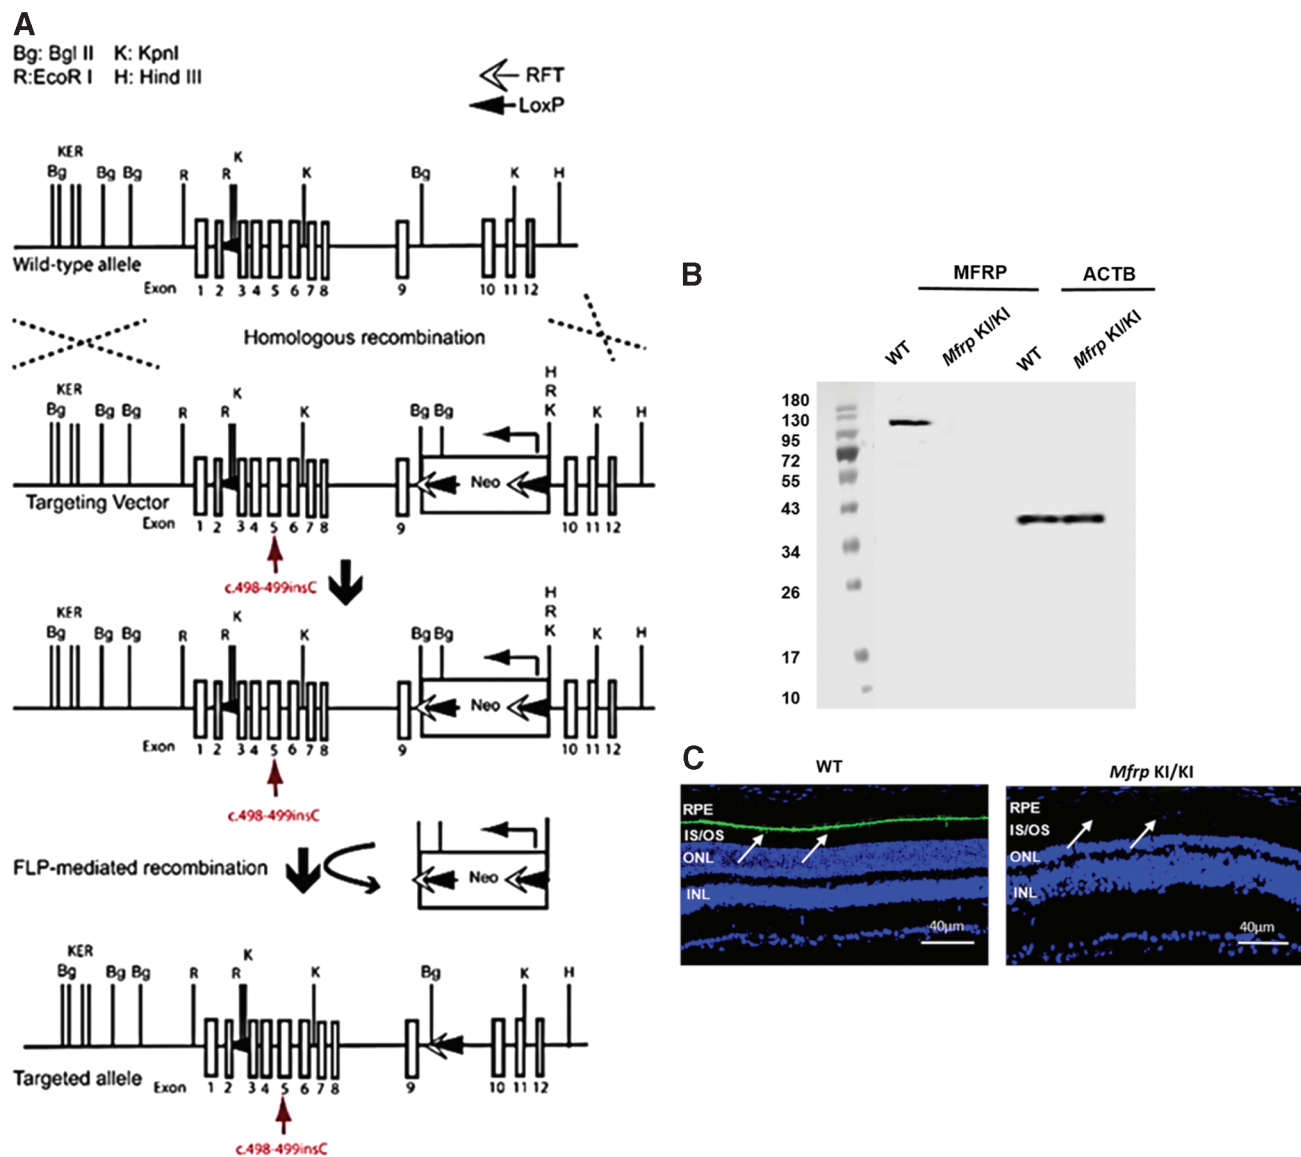 A
Bg: Bgl II K: KpnI
R:EcoR I H: Hind III
RFT
LoxP
KER
Bg Bg Bg R R K K Bg K H
Wild-type allele
Exon 1 2 3 4 5 6 7 8 9 10 11 12
Homologous recombination
H
R
KER K
Bg Bg Bg R R K Bg Bg K K H
Neo
Targeting Vector
Exon 1 2 3 4 5 6 7 8 9 10 11 12
c.498-499insC
H
R
KER K
Bg Bg Bg R R K Bg Bg K K H
Neo
Exon 1 2 3 4 5 6 7 8 9 10 11 12
c.498-499insC
FLP-mediated recombination
Neo
KER K
Bg Bg Bg R R K Bg K H
Targeted allele
Exon 1 2 3 4 5 6 7 8 9 10 11 12
c.498-499insC
B
MFRP ACTB
WT Mfrp KI/KI WT Mfrp KI/KI
180
130
95
72
55
43
34
26
17
10
C
WT
RPE
IS/OS
ONL
INL
40μm
Mfrp KI/KI
RPE
IS/OS
ONL
INL
40μm